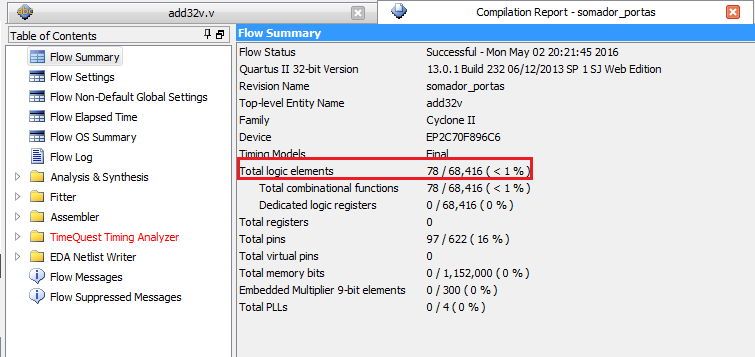 add32v.v
Compilation Report - somador_portas
Table of Contents
Flow Summary
Flow Settings
Flow Non-Default Global Settings
Flow Elapsed Time
Flow OS Summary
Flow Log
Analysis & Synthesis
Fitter
Assembler
TimeQuest Timing Analyzer
EDA Netlist Writer
Flow Messages
Flow Suppressed Messages
Flow Summary
Flow Status Successful - Mon May 02 20:21:45 2016
Quartus II 32-bit Version 13.0.1 Build 232 06/12/2013 SP 1 SJ Web Edition
Revision Name somador_portas
Top-level Entity Name add32v
Family Cyclone II
Device EP2C70F896C6
Timing Models Final
Total logic elements 78 / 68,416 ( < 1 % )
Total combinational functions 78 / 68,416 ( < 1 % )
Dedicated logic registers 0 / 68,416 ( 0 % )
Total registers 0
Total pins 97 / 622 ( 16 % )
Total virtual pins 0
Total memory bits 0 / 1,152,000 ( 0 % )
Embedded Multiplier 9-bit elements 0 / 300 ( 0 % )
Total PLLs 0 / 4 ( 0 % )